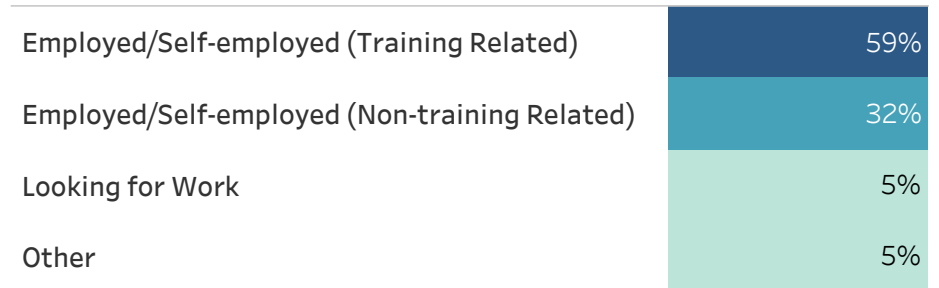 Employed/Self-employed (Training Related) 59%
Employed/Self-employed (Non-training Related) 32%
Looking for Work 5%
Other 5%